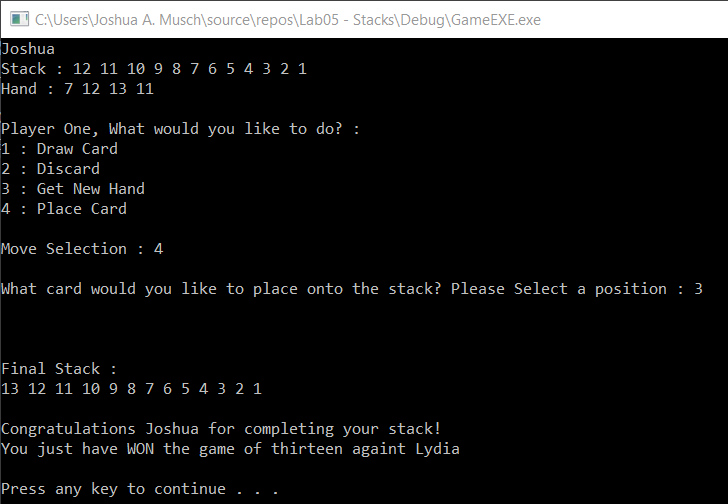 C:\Users\Joshua A. Musch\source\repos\Lab05 - Stacks\Debug\GameEXE.exe
Joshua
Stack : 12 11 10 9 8 7 6 5 4 3 2 1
Hand : 7 12 13 11
Player One, What would you like to do? :
1 : Draw Card
2 : Discard
3 : Get New Hand
4 : Place Card
Move Selection : 4
What card would you like to place onto the stack? Please Select a position : 3
Final Stack :
13 12 11 10 9 8 7 6 5 4 3 2 1
Congratulations Joshua for completing your stack!
You just have WON the game of thirteen againt Lydia
Press any key to continue . . .